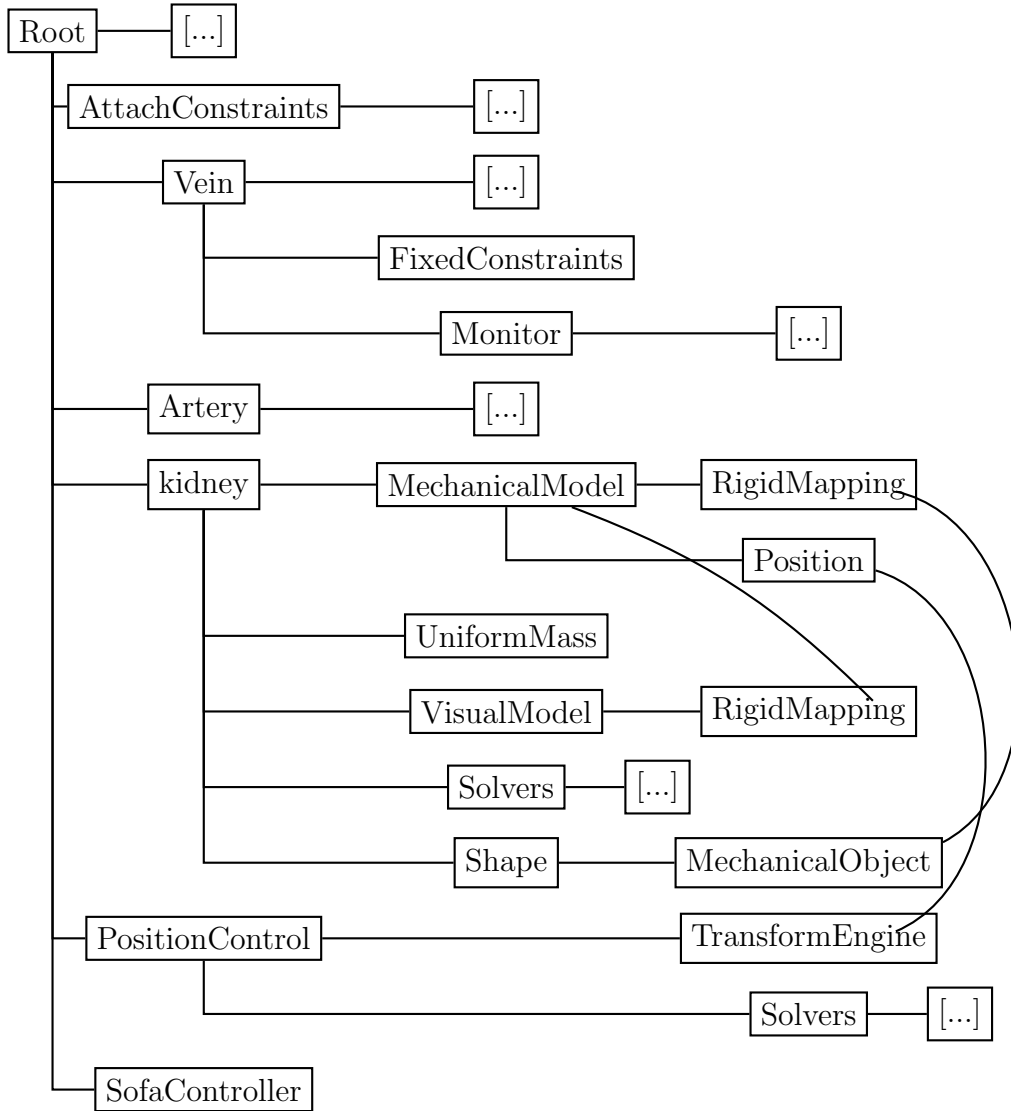 Root [...]
AttachConstraints [...]
Vein [...]
FixedConstraints
Monitor [...]
Artery [...]
kidney MechanicalModel RigidMapping
Position
UniformMass
VisualModel RigidMapping
Solvers [...]
Shape MechanicalObject
PositionControl TransformEngine
Solvers [...]
SofaController